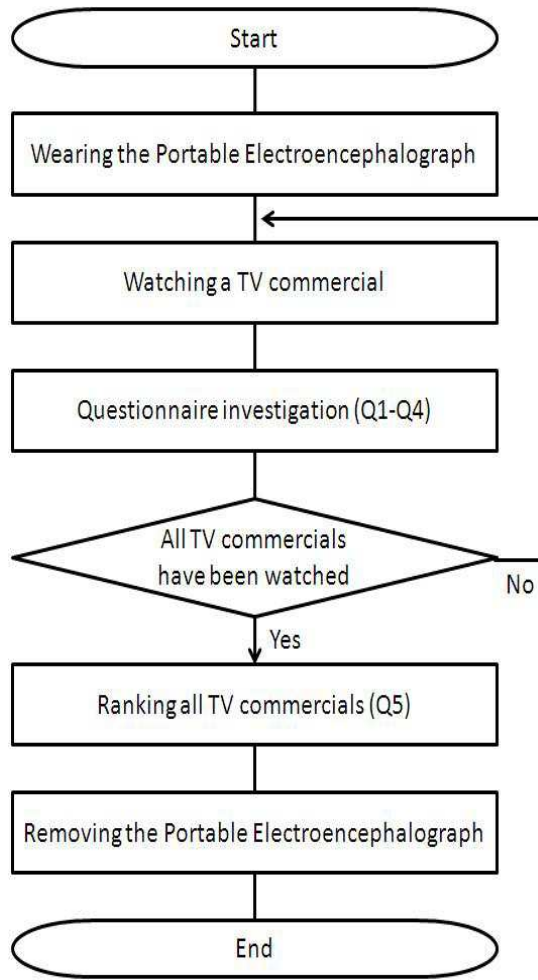 Start
Wearing the Portable Electroencephalograph
Watching a TV commercial
Questionnaire investigation (Q1-Q4)
All TV commercials
have been watched
No
Yes
Ranking all TV commercials (Q5)
Removing the Portable Electroencephalograph
End